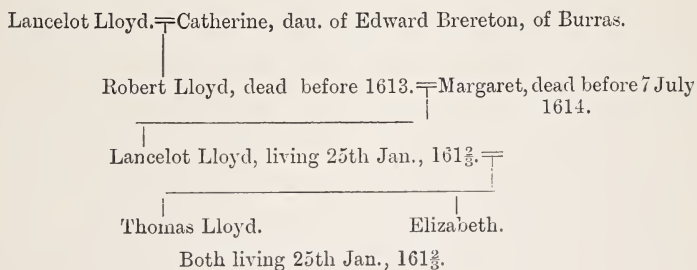 Lancelot Lloyd.=Catherine, dau. of Edward Brereton, of Burras.
Robert Lloyd, dead before 1613.=Margaret, dead before 7 July
1614.
Lancelot Lloyd, living 25th Jan., 161⅔.=
Thomas Lloyd. Elizabeth.
Both living 25th Jan., 161⅔.